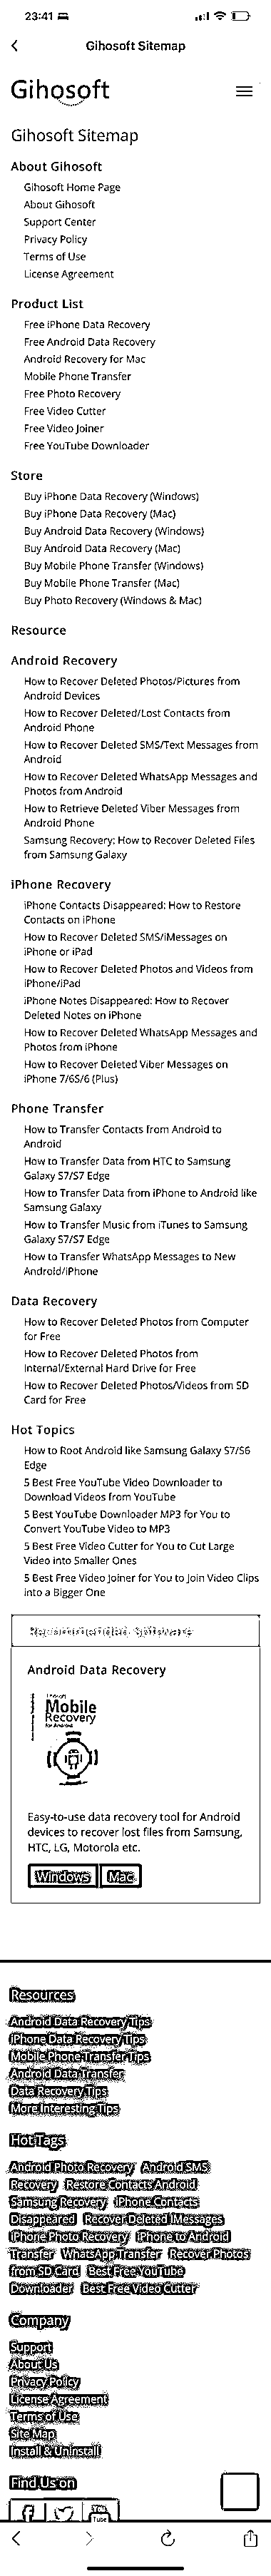 23:41
Gihosoft Sitemap
Gihosoft
Gihosoft Sitemap
About Gihosoft
Gihosoft Home Page
About Gihosoft
Support Center
Privacy Policy
Terms of Use
License Agreement
Product List
Free iPhone Data Recovery
Free Android Data Recovery
Android Recovery for Mac
Mobile Phone Transfer
Free Photo Recovery
Free Video Cutter
Free Video Joiner
Free YouTube Downloader
Store
Buy iPhone Data Recovery (Windows)
Buy iPhone Data Recovery (Mac)
Buy Android Data Recovery (Windows)
Buy Android Data Recovery (Mac)
Buy Mobile Phone Transfer (Windows)
Buy Mobile Phone Transfer (Mac)
Buy Photo Recovery (Windows & Mac)
Resource
Android Recovery
How to Recover Deleted Photos/Pictures from
Android Devices
How to Recover Deleted/Lost Contacts from
Android Phone
How to Recover Deleted SMS/Text Messages from
Android
How to Recover Deleted WhatsApp Messages and
Photos from Android
How to Retrieve Deleted Viber Messages from
Android Phone
Samsung Recovery: How to Recover Deleted Files
from Samsung Galaxy
iPhone Recovery
iPhone Contacts Disappeared: How to Restore
Contacts on iPhone
How to Recover Deleted SMS/iMessages on
iPhone or iPad
How to Recover Deleted Photos and Videos from
iPhone/iPad
iPhone Notes Disappeared: How to Recover
Deleted Notes on iPhone
How to Recover Deleted WhatsApp Messages and
Photos from iPhone
How to Recover Deleted Viber Messages on
iPhone 7/6S/6 (Plus)
Phone Transfer
How to Transfer Contacts from Android to
Android
How to Transfer Data from HTC to Samsung
Galaxy S7/S7 Edge
How to Transfer Data from iPhone to Android like
Samsung Galaxy
How to Transfer Music from iTunes to Samsung
Galaxy S7/S7 Edge
How to Transfer WhatsApp Messages to New
Android/iPhone
Data Recovery
How to Recover Deleted Photos from Computer
for Free
How to Recover Deleted Photos from
Internal/External Hard Drive for Free
How to Recover Deleted Photos/Videos from SD
Card for Free
Hot Topics
How to Root Android like Samsung Galaxy S7/S6
Edge
5 Best Free YouTube Video Downloader to
Download Videos from YouTube
5 Best YouTube Downloader MP3 for You to
Convert YouTube Video to MP3
5 Best Free Video Cutter for You to Cut Large
Video into Smaller Ones
5 Best Free Video Joiner for You to Join Video Clips
into a Bigger One
Recommended Software
Android Data Recovery
Gihosoft
Mobile
Recovery
for Android
Easy-to-use data recovery tool for Android
devices to recover lost files from Samsung,
HTC, LG, Motorola etc.
Windows Mac
Resources
Android Data Recovery Tips
iPhone Data Recovery Tips
Mobile Phone Transfer Tips
Android Data Transfer
Data Recovery Tips
More Interesting Tips
Hot Tags
Android Photo Recovery Android SMS
Recovery Restore Contacts Android
Samsung Recovery iPhone Contacts
Disappeared Recover Deleted iMessages
iPhone Photo Recovery iPhone to Android
Transfer WhatsApp Transfer Recover Photos
from SD Card Best Free YouTube
Downloader Best Free Video Cutter
Company
Support
About Us
Privacy Policy
License Agreement
Terms of Use
Site Map
Install & Uninstall
Find Us on
You
Tube